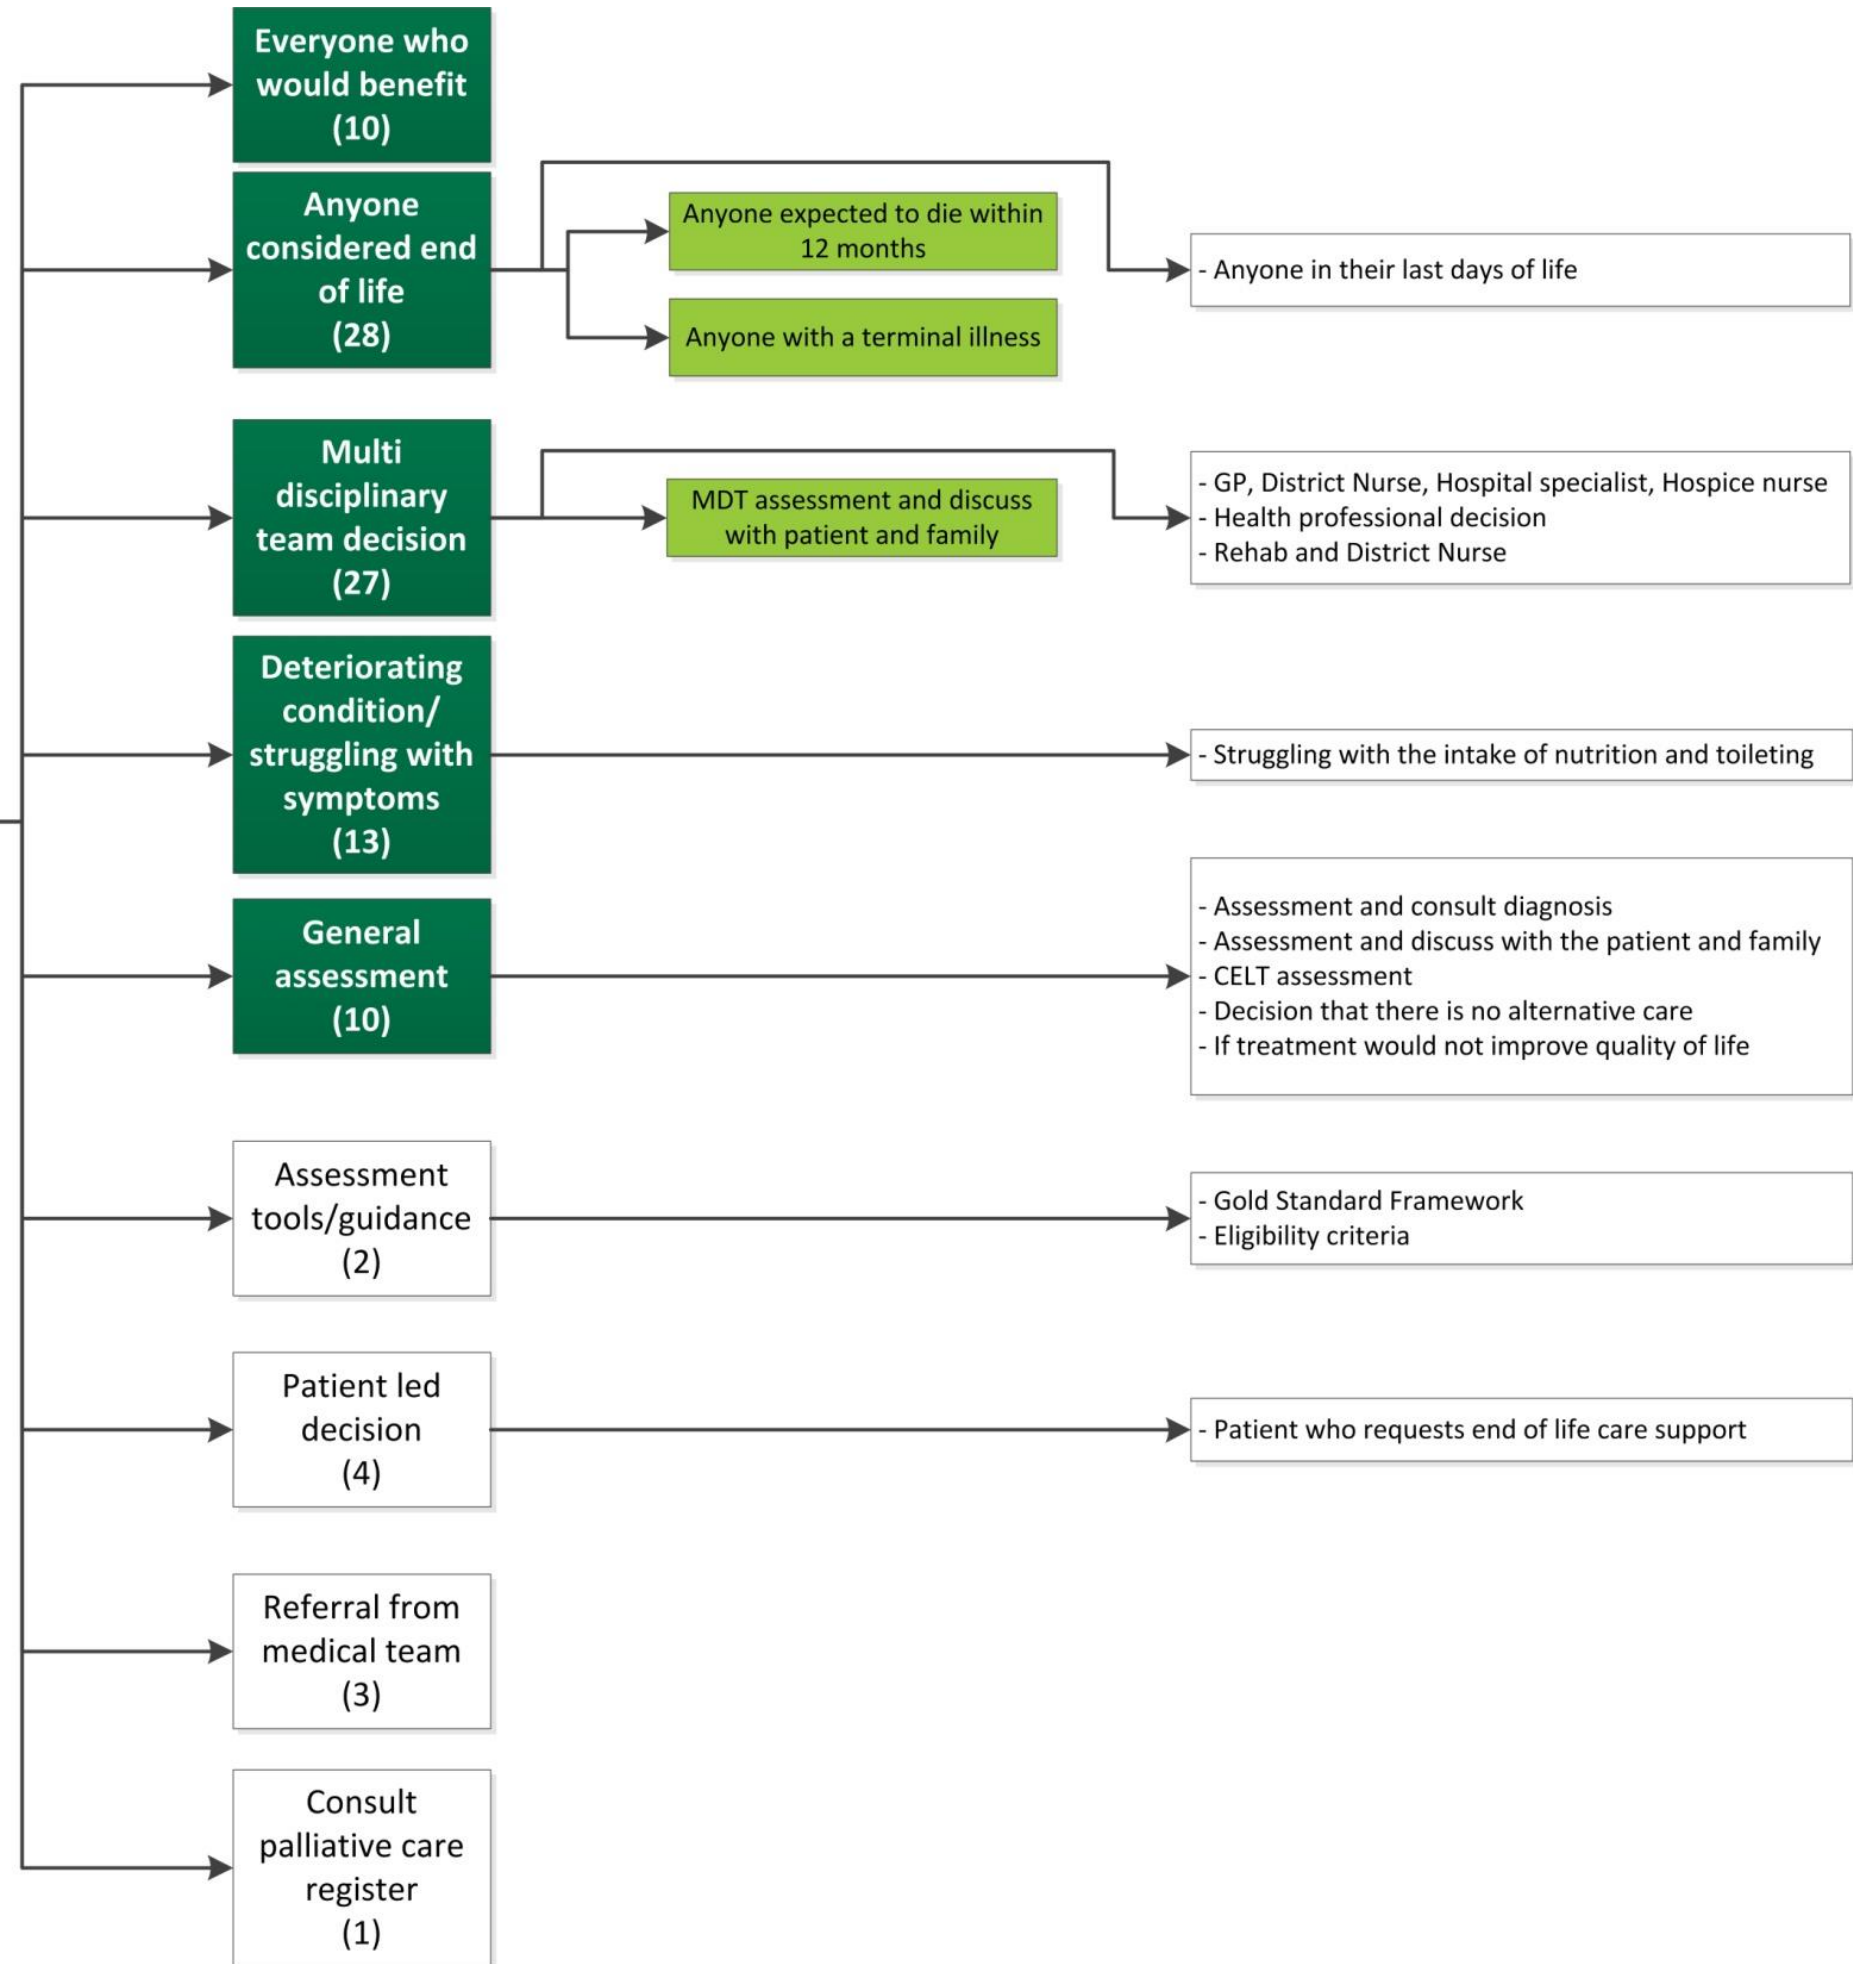 Everyone who
would benefit
(10)
Anyone
considered end
of life
(28)
Anyone expected to die within
12 months
Anyone with a terminal illness
- Anyone in their last days of life
Multi
disciplinary
team decision
(27)
MDT assessment and discuss
with patient and family
- GP, District Nurse, Hospital specialist, Hospice nurse
- Health professional decision
- Rehab and District Nurse
Deteriorating
condition/
struggling with
symptoms
(13)
- Struggling with the intake of nutrition and toileting
General
assessment
(10)
- Assessment and consult diagnosis
- Assessment and discuss with the patient and family
- CELT assessment
- Decision that there is no alternative care
- If treatment would not improve quality of life
Assessment
tools/guidance
(2)
- Gold Standard Framework
- Eligibility criteria
Patient led
decision
(4)
- Patient who requests end of life care support
Referral from
medical team
(3)
Consult
palliative care
register
(1)